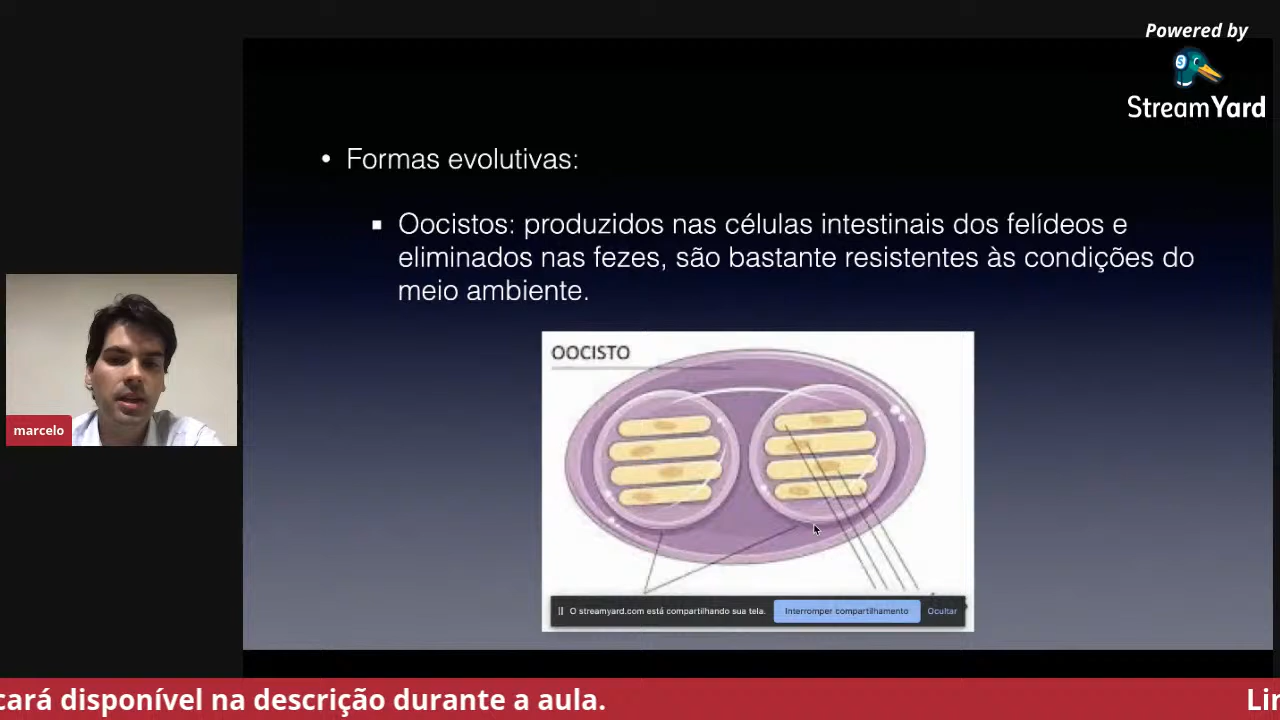 Powered by
StreamYard
• Formas evolutivas:
▪ Oocistos: produzidos nas células intestinais dos felídeos e
eliminados nas fezes, são bastante resistentes às condições do
meio ambiente.
OOCISTO
marcelo
O streamyard.com está compartilhando sua tela.
Interromper compartilhamento
Ocultar
cará disponível na descrição durante a aula.
Lin